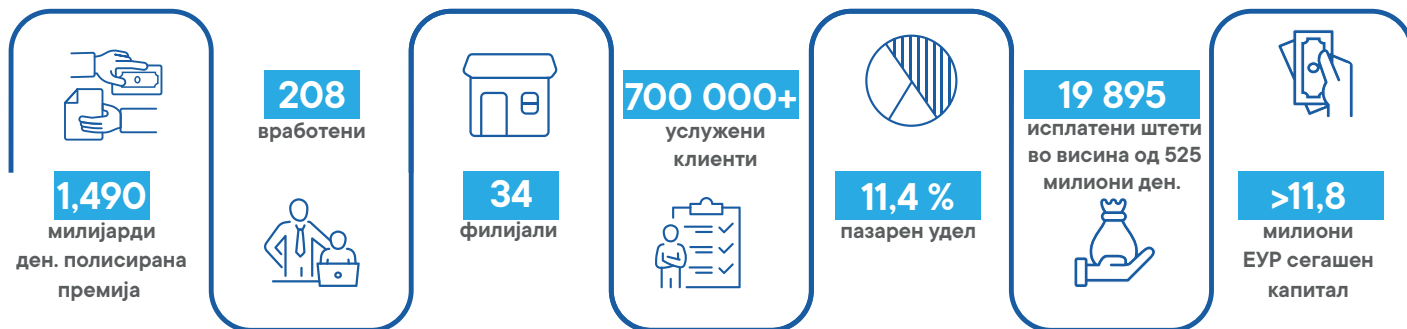 1,490
милијарди
ден. полисирана
премија
208
вработени
34
филијали
700 000+
услужени
клиенти
11,4 %
пазарен удел
19 895
исплатени штети
во висина од 525
милиони ден.
>11,8
милиони
ЕУР сегашен
капитал